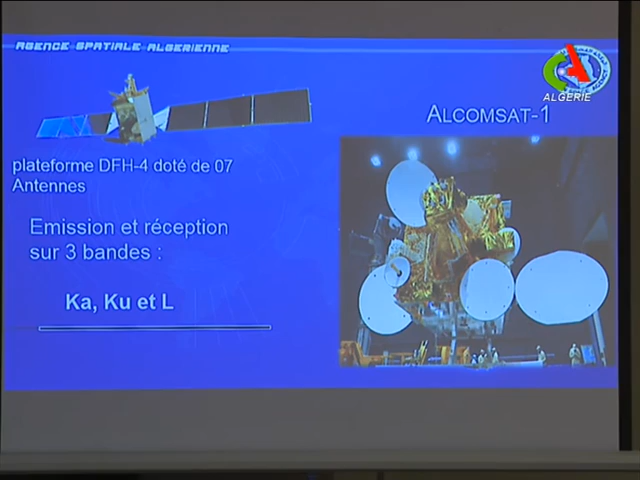 AGENCE SPATIALE ALGERIENNE
ALGERIE
ALCOMSAT-1
plateforme DFH-4 doté de 07
Antennes
Emission et réception
sur 3 bandes :
Ka, Ku et L